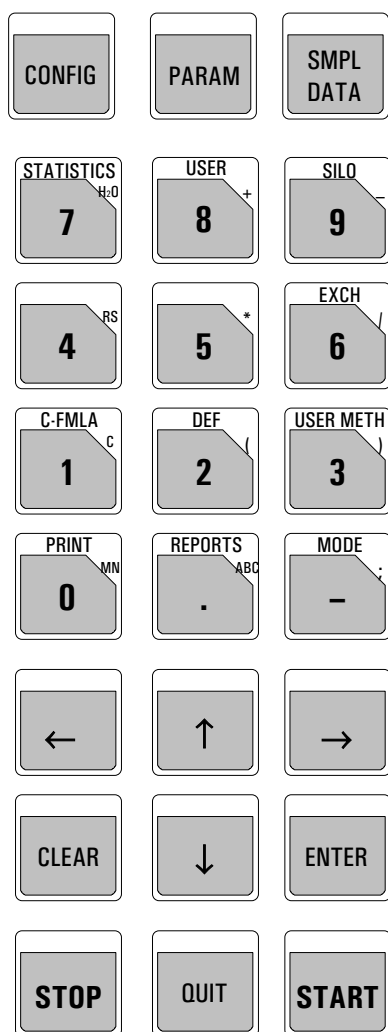 CONFIG
PARAM
SMPL
DATA
STATISTICS
H₂O
7
USER
+
8
SILO
–
9
RS
4
*
5
EXCH
/
6
C-FMLA
C
1
DEF
(
2
USER METH
)
3
PRINT
MN
0
REPORTS
ABC
.
MODE
;
–
←
↑
→
CLEAR
↓
ENTER
STOP
QUIT
START